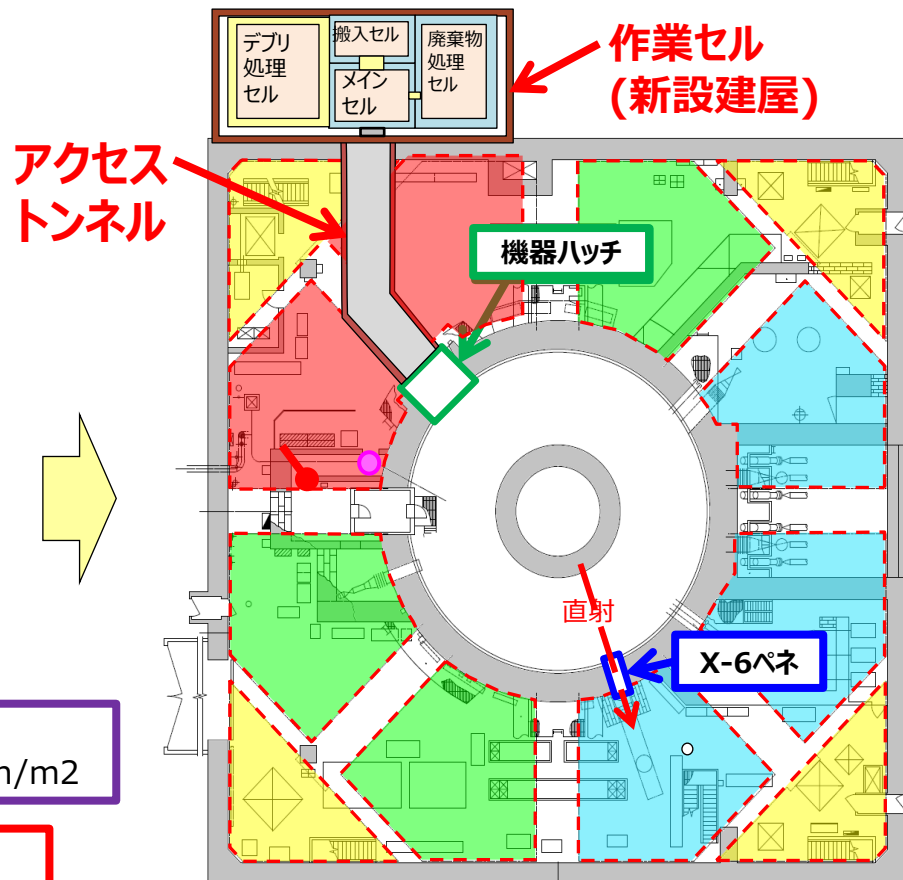 デブリ
処理
セル
搬入セル
メイン
セル
廃棄物
処理
セル
作業セル
(新設建屋)
アクセス
トンネル
機器ハッチ
直射
X-6ペネ
/m2